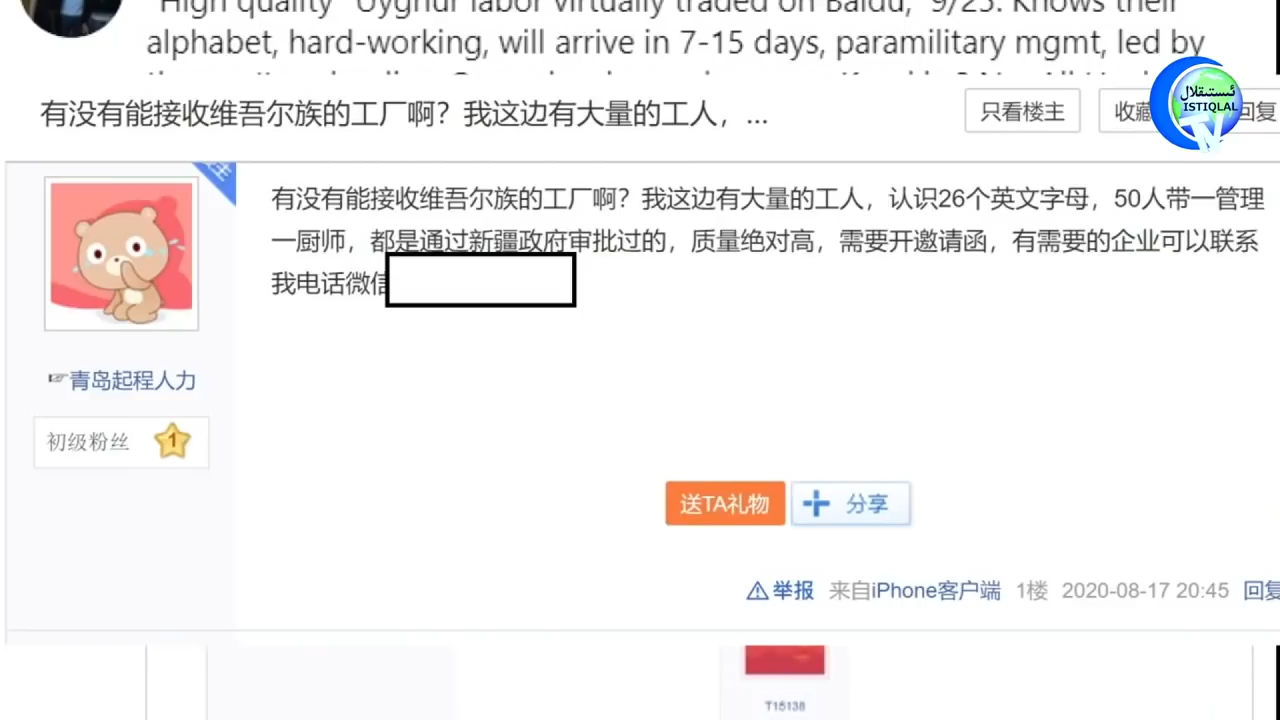 "High quality" Uyghur labor virtually traded on Baidu, 9/25. Knows their
alphabet, hard-working, will arrive in 7-15 days, paramilitary mgmt, led by
ئىستىقلال
ISTIQLAL
TV
有没有能接收维吾尔族的工厂啊？我这边有大量的工人，...
只看楼主
收藏
回复
有没有能接收维吾尔族的工厂啊？我这边有大量的工人，认识26个英文字母，50人带一管理
一厨师，都是通过新疆政府审批过的，质量绝对高，需要开邀请函，有需要的企业可以联系
我电话微信
☞青岛起程人力
初级粉丝 1
送TA礼物
分享
举报 来自iPhone客户端 1楼 2020-08-17 20:45 回复
T15138